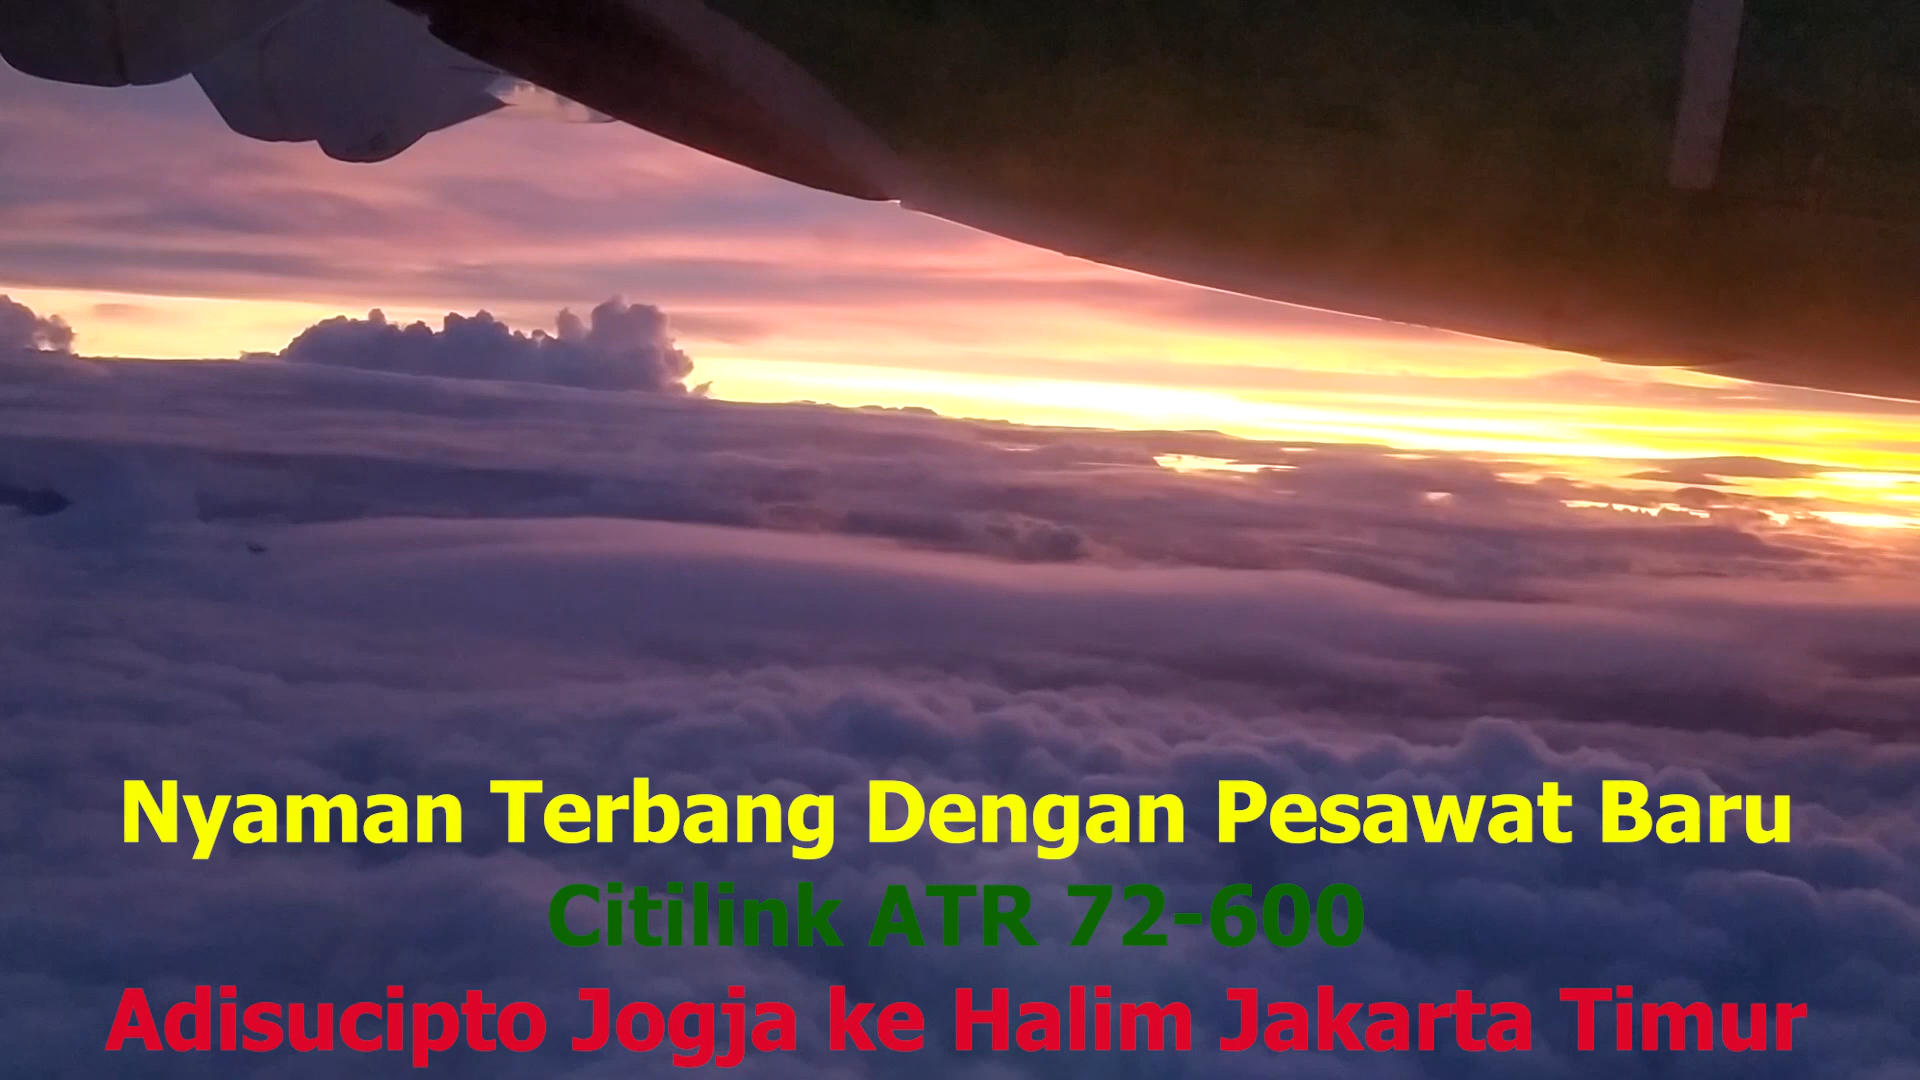 Nyaman Terbang Dengan Pesawat Baru
Citilink ATR 72-600
Adisucipto Jogja ke Halim Jakarta Timur